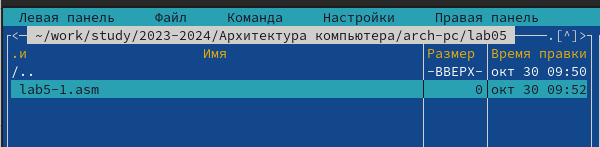 Левая панель Файл Команда Настройки Правая панель
<─ ~/work/study/2023-2024/Архитектура компьютера/arch-pc/lab05 ─.[^]>
.и Имя Размер Время правки
/.. -ВВЕРХ- окт 30 09:50
lab5-1.asm 0 окт 30 09:52